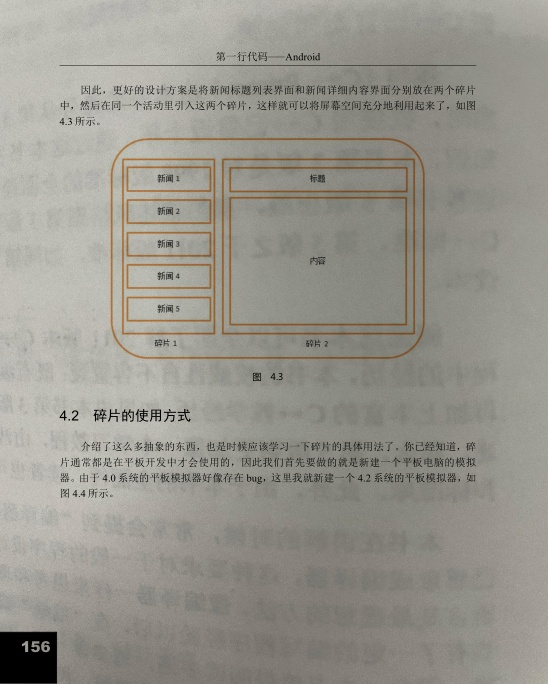 第一行代码——Android
因此，更好的设计方案是将新闻标题列表界面和新闻详细内容界面分别放在两个碎片
中，然后在同一个活动里引入这两个碎片，这样就可以将屏幕空间充分地利用起来了，如图
4.3 所示。
新闻 1
新闻 2
新闻 3
新闻 4
新闻 5
碎片 1
标题
内容
碎片 2
图 4.3
4.2 碎片的使用方式
介绍了这么多抽象的东西，也是时候应该学习一下碎片的具体用法了。你已经知道，碎
片通常都是在平板开发中才会使用的，因此我们首先要做的就是新建一个平板电脑的模拟
器。由于 4.0 系统的平板模拟器好像存在 bug，这里我就新建一个 4.2 系统的平板模拟器，如
图 4.4 所示。
156